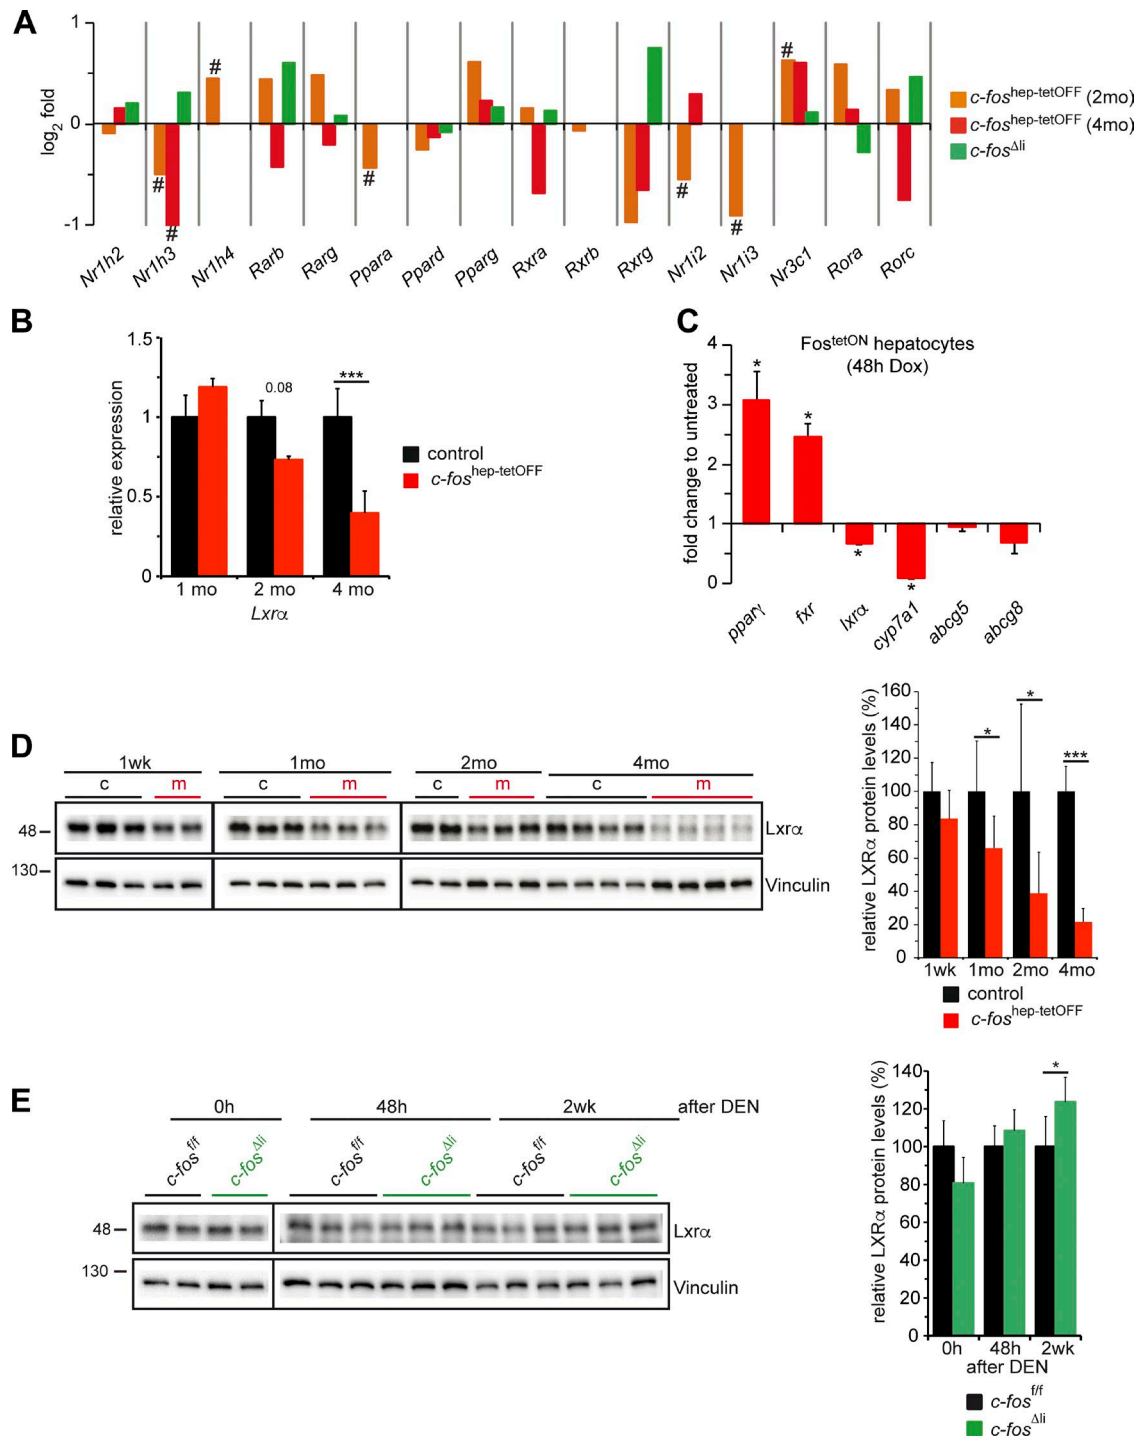 A
1
0
-1
log2 fold
#
#
#
#
#
#
#
Nr1h2 Nr1h3 Nr1h4 Rarb Rarg Ppara Ppard Pparg Rxra Rxrb Rxrg Nr1i2 Nr1i3 Nr3c1 Rora Rorc
c-fos hep-tetOFF (2mo)
c-fos hep-tetOFF (4mo)
c-fos Δli
B
relative expression
1.5
1
0.5
0
0.08
***
1 mo 2 mo 4 mo
Lxrα
control
c-fos hep-tetOFF
C
Fos tetON hepatocytes
(48h Dox)
fold change to untreated
4
3
2
1
0
*
*
*
*
pparγ fxr lxrα cyp7a1 abcg5 abcg8
D
1wk 1mo 2mo 4mo
c m c m c m c m
48
Lxrα
130
Vinculin
relative LXRα protein levels (%)
160
140
120
100
80
60
40
20
0
*
*
***
1wk 1mo 2mo 4mo
control
c-fos hep-tetOFF
E
0h 48h 2wk after DEN
c-fos f/f c-fos Δli c-fos f/f c-fos Δli c-fos f/f c-fos Δli
48
Lxrα
130
Vinculin
relative LXRα protein levels (%)
140
120
100
80
60
40
20
0
*
0h 48h 2wk
after DEN
c-fos f/f
c-fos Δli